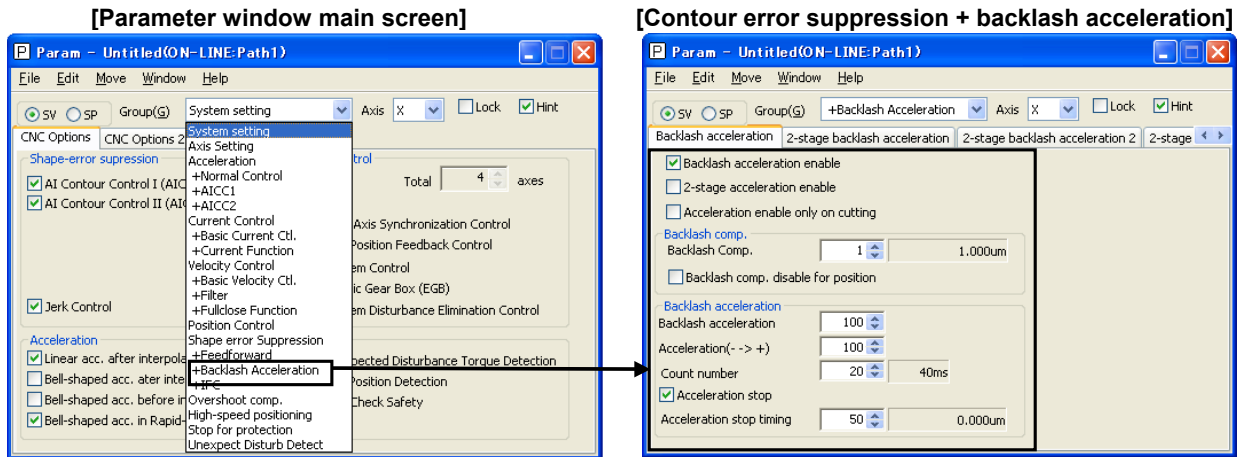 [Parameter window main screen]
Param - Untitled(ON-LINE:Path1)
File Edit Move Window Help
SV SP Group(G) System setting Axis X Lock Hint
CNC Options CNC Options 2
System setting
Axis Setting
Acceleration
+Normal Control
+AICC1
+AICC2
Current Control
+Basic Current Ctl.
+Current Function
Velocity Control
+Basic Velocity Ctl.
+Filter
+Fullclose Function
Position Control
Shape error Suppression
+Feedforward
+Backlash Acceleration
+IFC
Overshoot comp.
High-speed positioning
Stop for protection
Unexpect Disturb Detect
Shape-error supression
AI Contour Control I (AIC
AI Contour Control II (AI
Jerk Control
trol
Total 4 axes
Axis Synchronization Control
Position Feedback Control
em Control
ic Gear Box (EGB)
em Disturbance Elimination Control
Acceleration
Linear acc. after interpola
Bell-shaped acc. ater inte
Bell-shaped acc. before in
Bell-shaped acc. in Rapid-
pected Disturbance Torque Detection
Position Detection
Check Safety
[Contour error suppression + backlash acceleration]
Param - Untitled(ON-LINE:Path1)
File Edit Move Window Help
SV SP Group(G) +Backlash Acceleration Axis X Lock Hint
Backlash acceleration 2-stage backlash acceleration 2-stage backlash acceleration 2 2-stage
Backlash acceleration enable
2-stage acceleration enable
Acceleration enable only on cutting
Backlash comp.
Backlash Comp. 1 1.000um
Backlash comp. disable for position
Backlash acceleration
Backlash acceleration 100
Acceleration(- -> +) 100
Count number 20 40ms
Acceleration stop
Acceleration stop timing 50 0.000um